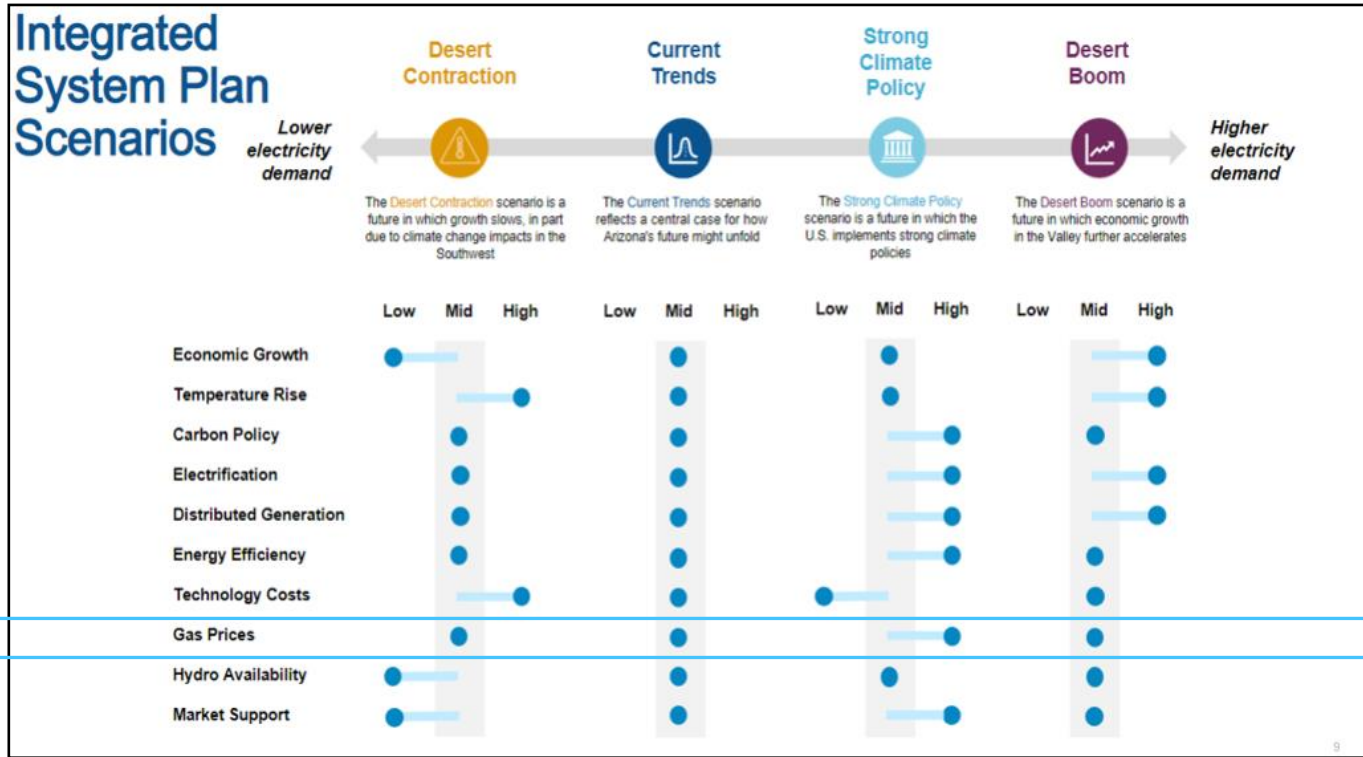 Integrated
System Plan
Scenarios
Desert
Contraction
Current
Trends
Strong
Climate
Policy
Desert
Boom
Lower
electricity
demand
Higher
electricity
demand
The Desert Contraction scenario is a
future in which growth slows, in part
due to climate change impacts in the
Southwest
The Current Trends scenario
reflects a central case for how
Arizona's future might unfold
The Strong Climate Policy
scenario is a future in which the
U.S. implements strong climate
policies
The Desert Boom scenario is a
future in which economic growth
in the Valley further accelerates
Low Mid High Low Mid High Low Mid High Low Mid High
Economic Growth
Temperature Rise
Carbon Policy
Electrification
Distributed Generation
Energy Efficiency
Technology Costs
Gas Prices
Hydro Availability
Market Support
9